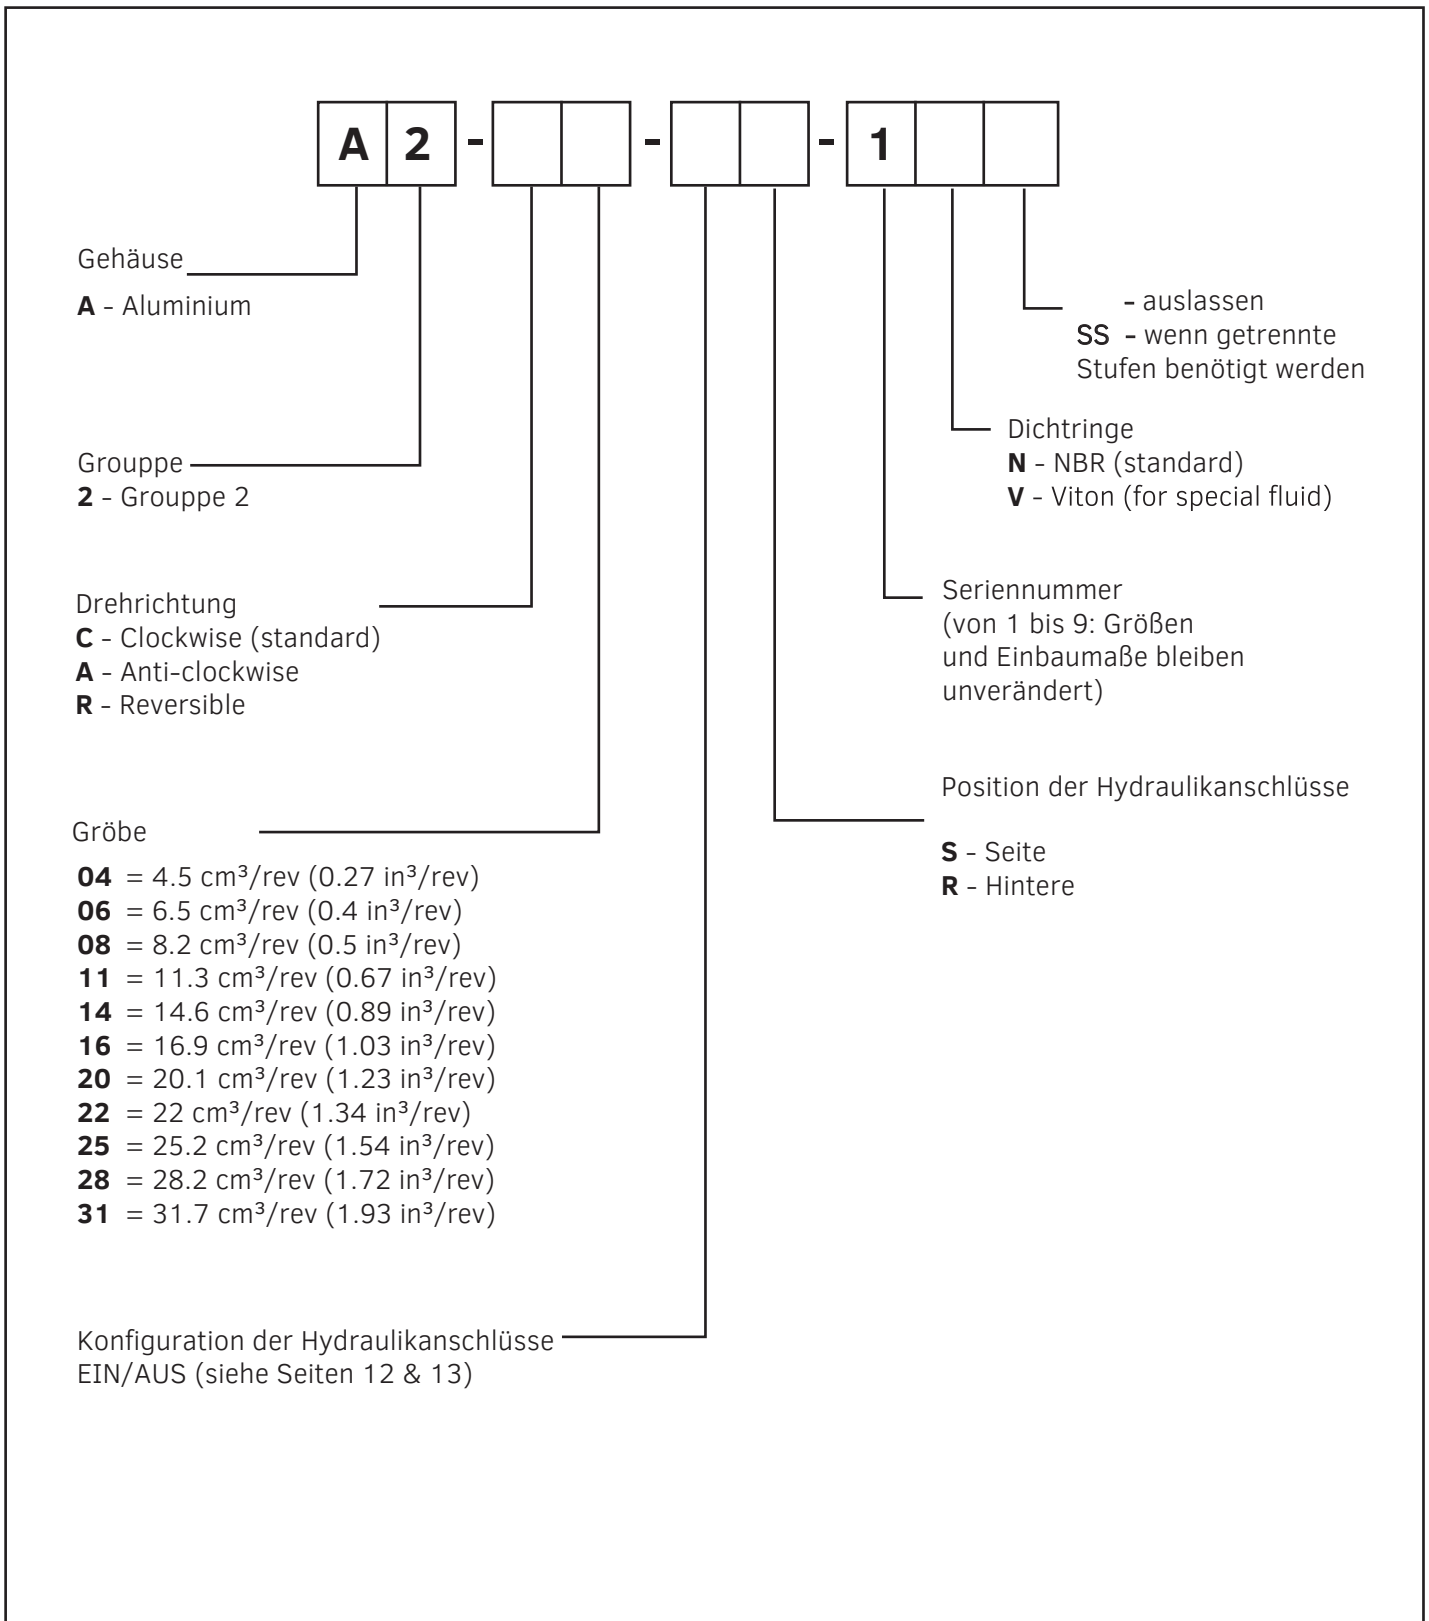 A 2 - - - 1
Gehäuse
A - Aluminium
- auslassen
SS - wenn getrennte
Stufen benötigt werden
Dichtringe
N - NBR (standard)
V - Viton (for special fluid)
Grouppe
2 - Grouppe 2
Drehrichtung
C - Clockwise (standard)
A - Anti-clockwise
R - Reversible
Seriennummer
(von 1 bis 9: Größen
und Einbaumaße bleiben
unverändert)
Position der Hydraulikanschlüsse
S - Seite
R - Hintere
Gröbe
04 = 4.5 cm³/rev (0.27 in³/rev)
06 = 6.5 cm³/rev (0.4 in³/rev)
08 = 8.2 cm³/rev (0.5 in³/rev)
11 = 11.3 cm³/rev (0.67 in³/rev)
14 = 14.6 cm³/rev (0.89 in³/rev)
16 = 16.9 cm³/rev (1.03 in³/rev)
20 = 20.1 cm³/rev (1.23 in³/rev)
22 = 22 cm³/rev (1.34 in³/rev)
25 = 25.2 cm³/rev (1.54 in³/rev)
28 = 28.2 cm³/rev (1.72 in³/rev)
31 = 31.7 cm³/rev (1.93 in³/rev)
Konfiguration der Hydraulikanschlüsse
EIN/AUS (siehe Seiten 12 & 13)